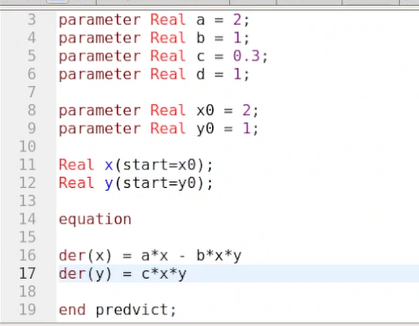 3 parameter Real a = 2;
4 parameter Real b = 1;
5 parameter Real c = 0.3;
6 parameter Real d = 1;
7
8 parameter Real x0 = 2;
9 parameter Real y0 = 1;
10
11 Real x(start=x0);
12 Real y(start=y0);
13
14 equation
15
16 der(x) = a*x - b*x*y
17 der(y) = c*x*y
18
19 end predvict;